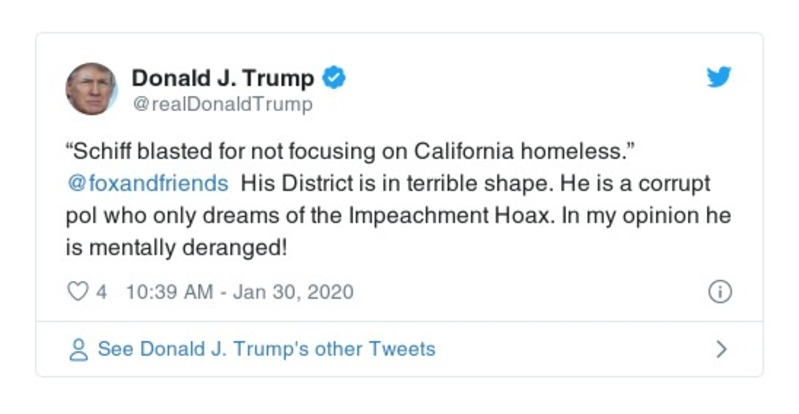 Donald J. Trump
@realDonaldTrump
“Schiff blasted for not focusing on California homeless.”
@foxandfriends His District is in terrible shape. He is a corrupt
pol who only dreams of the Impeachment Hoax. In my opinion he
is mentally deranged!
4 10:39 AM - Jan 30, 2020
See Donald J. Trump's other Tweets